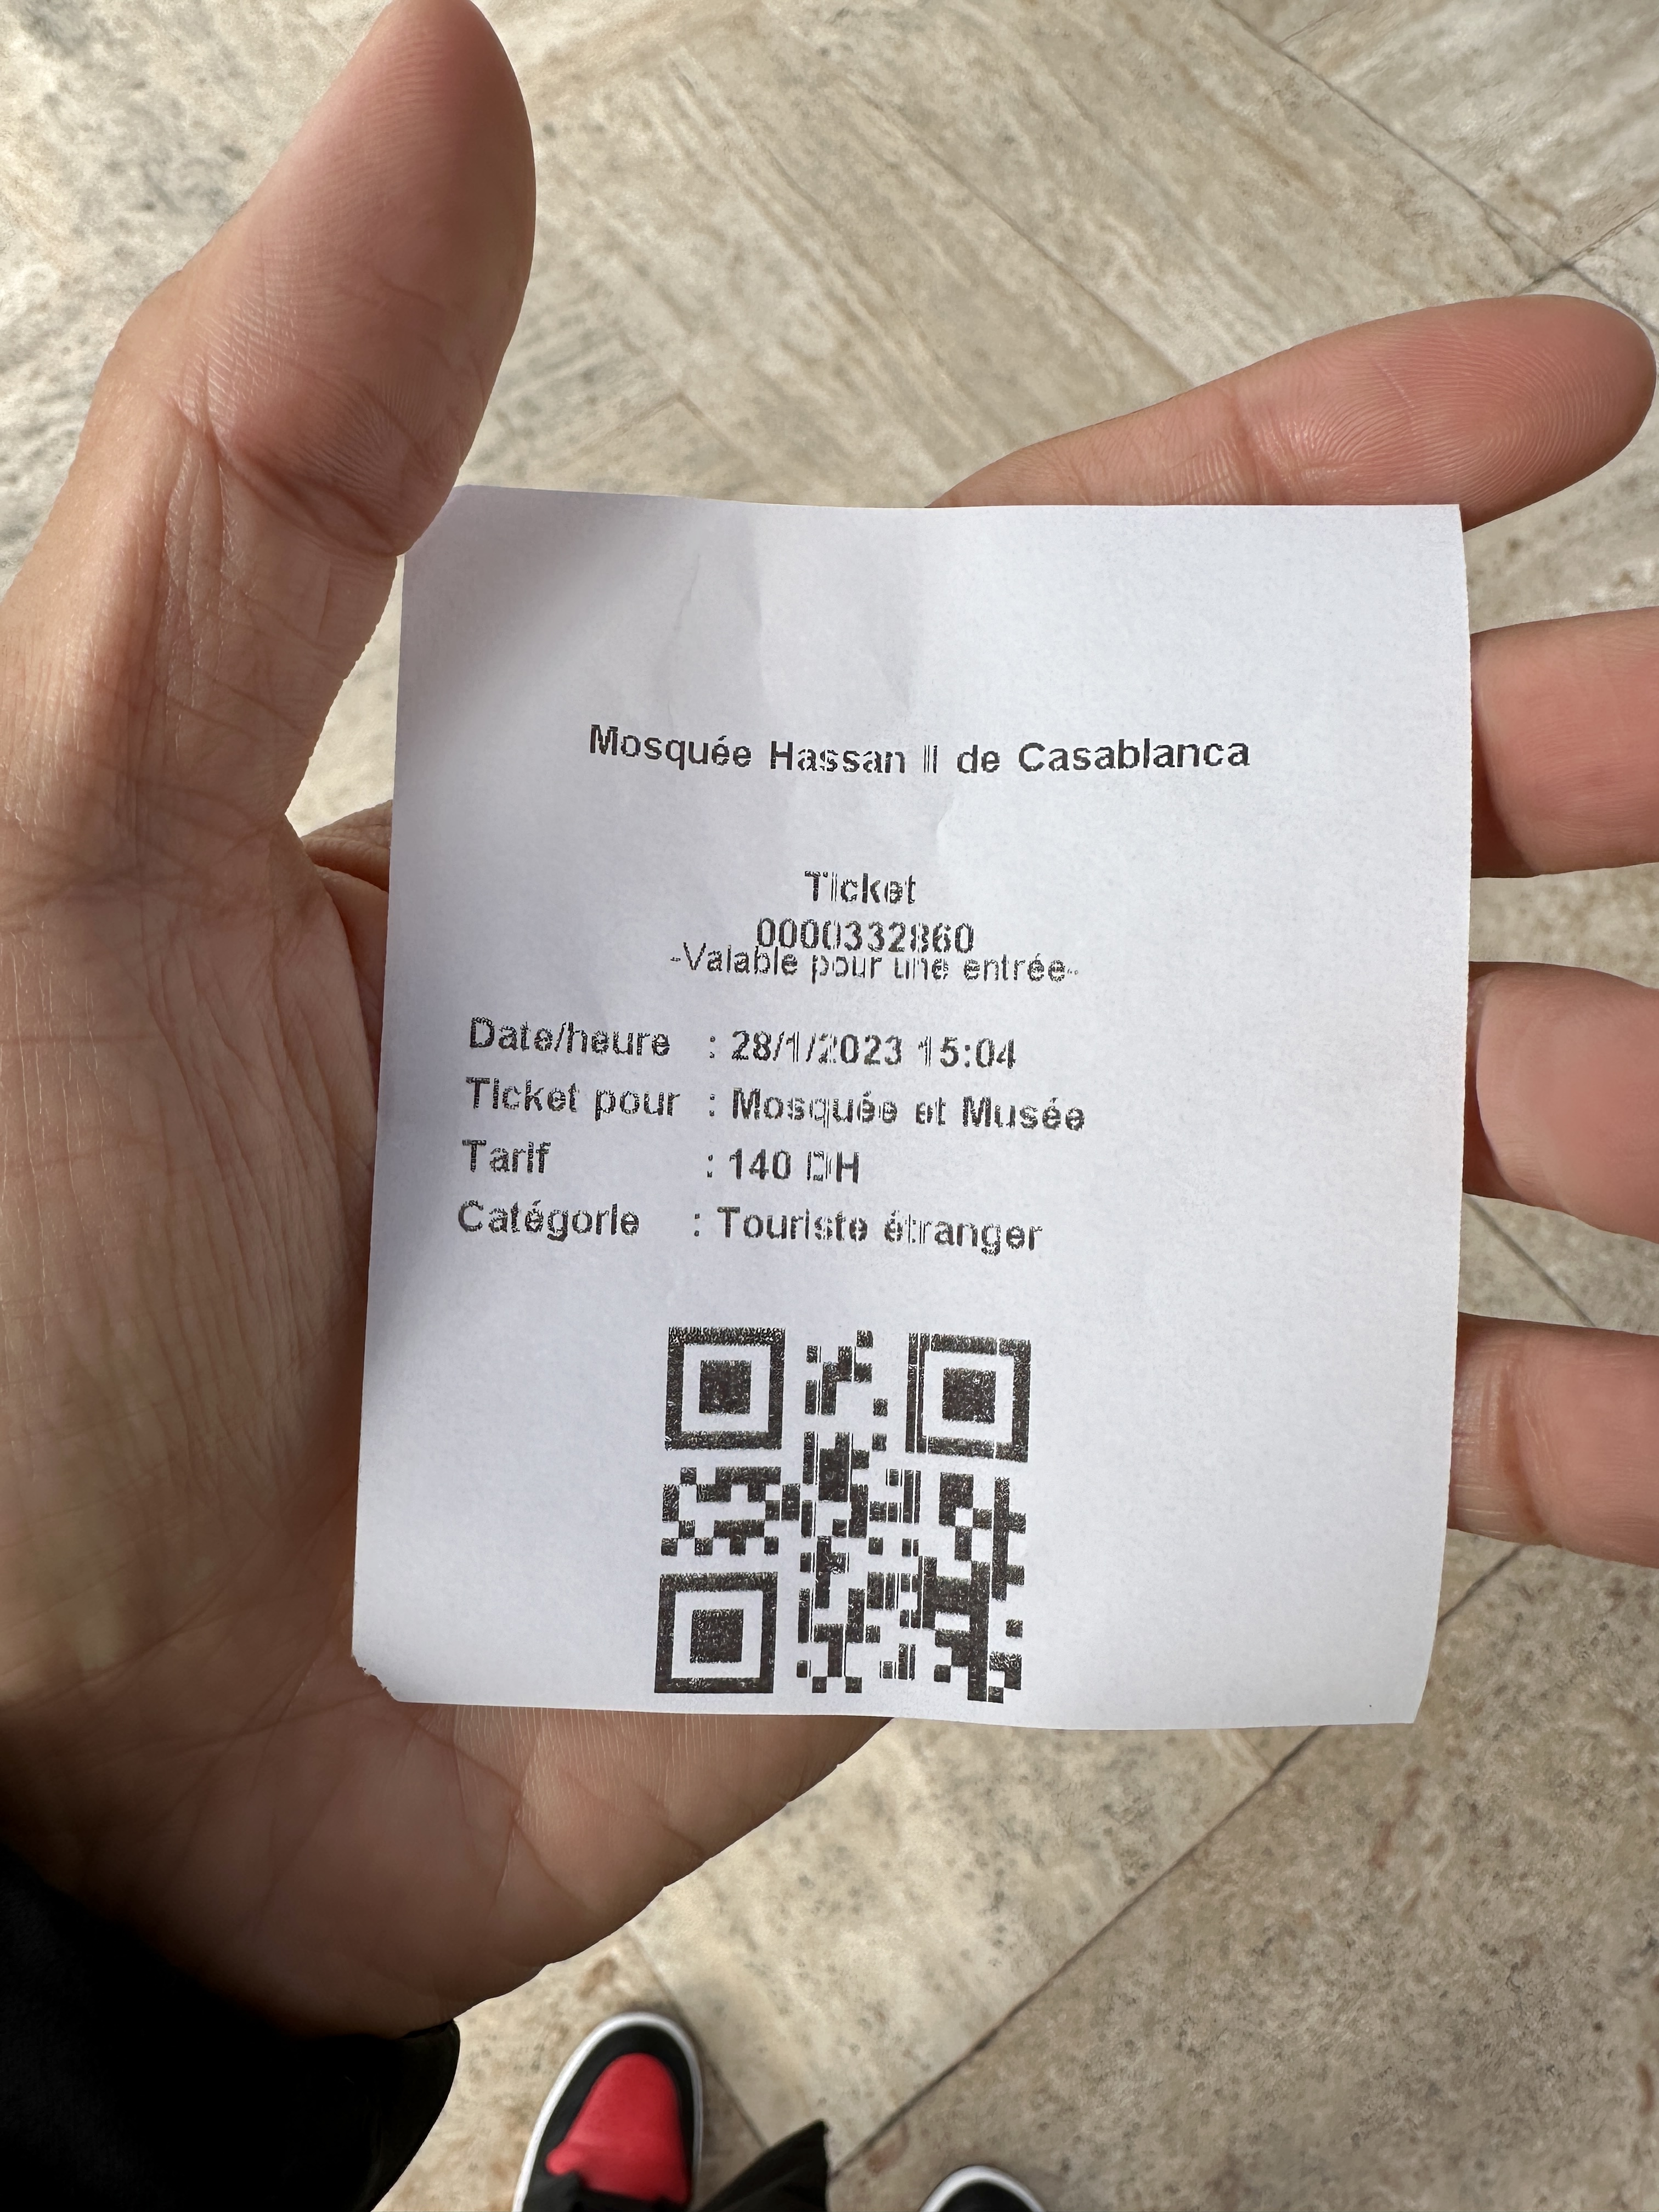 Mosquée Hassan II de Casablanca
Ticket
0000332860
-Valable pour une entrée-
Date/heure : 28/1/2023 15:04
Ticket pour : Mosquée et Musée
Tarif : 140 DH
Catégorie : Touriste étranger